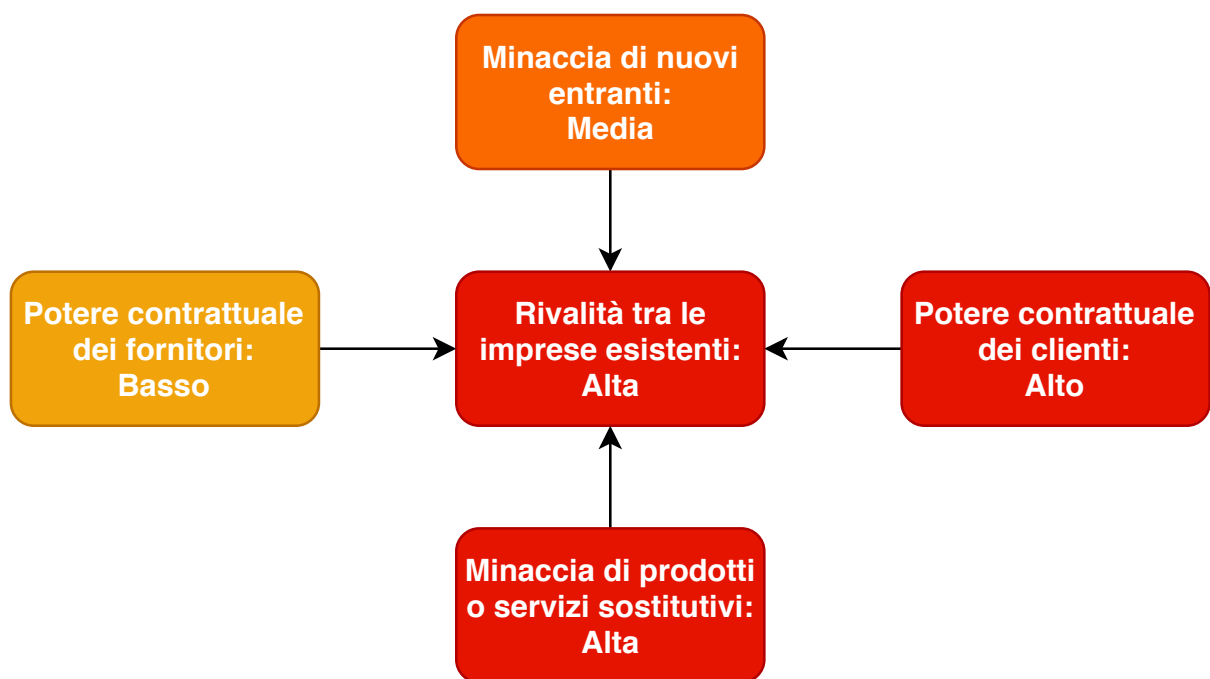 Minaccia di nuovi
entranti:
Media
Potere contrattuale
dei fornitori:
Basso
Rivalità tra le
imprese esistenti:
Alta
Potere contrattuale
dei clienti:
Alto
Minaccia di prodotti
o servizi sostitutivi:
Alta